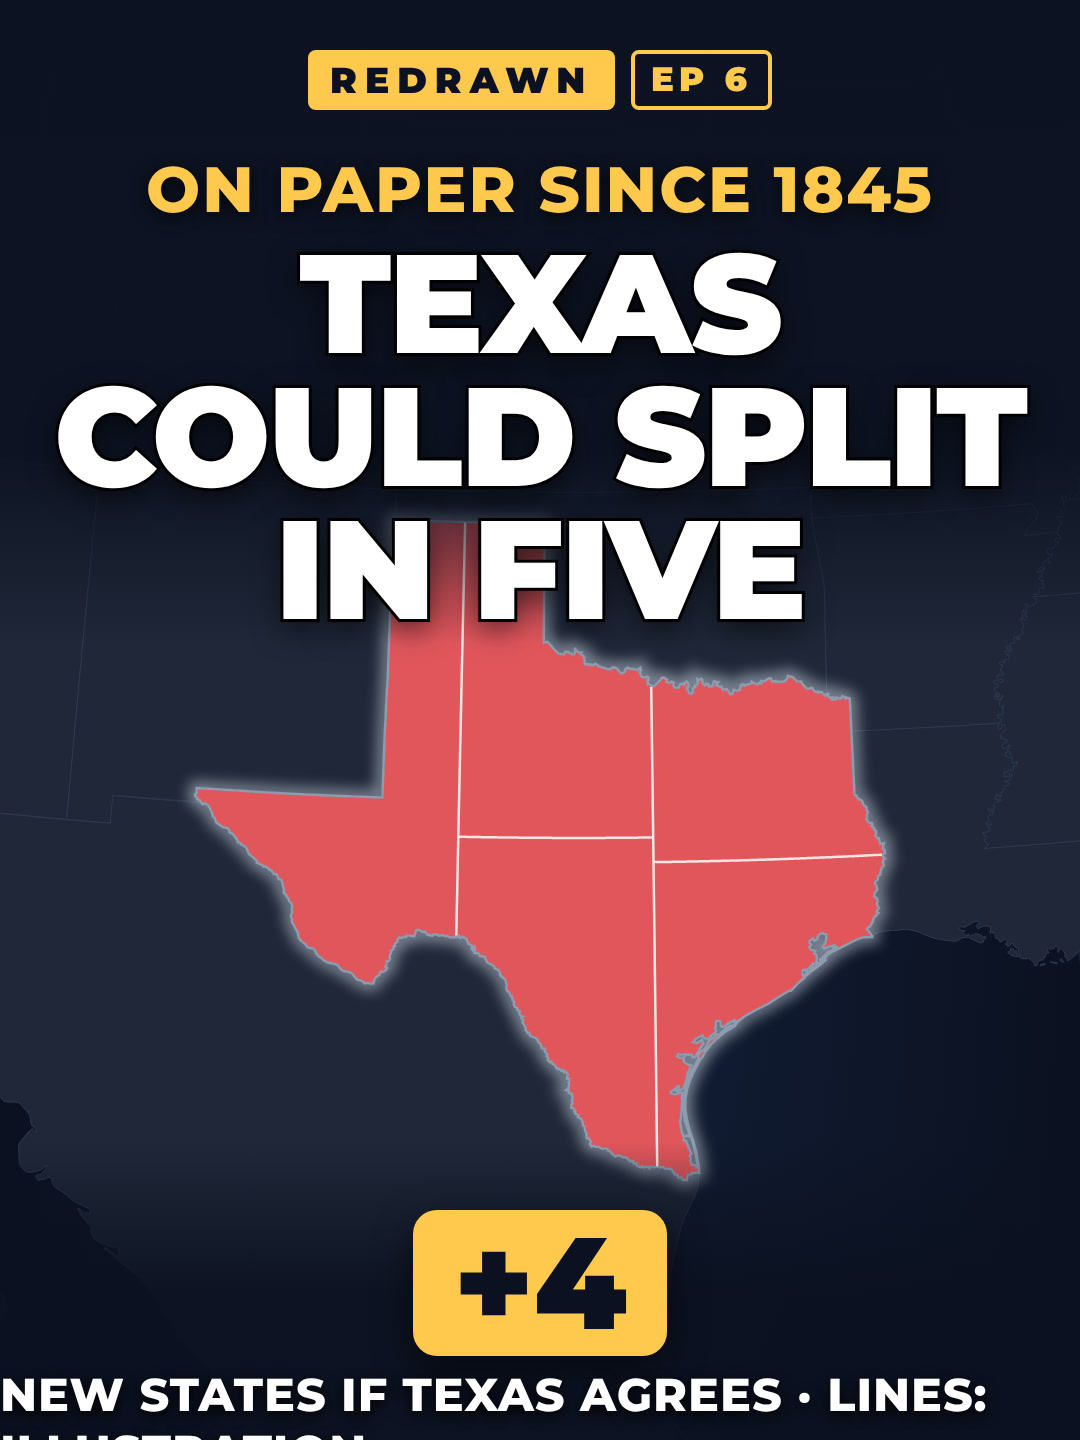 REDRAWN EP 6
ON PAPER SINCE 1845
TEXAS
COULD SPLIT
IN FIVE
+4
NEW STATES IF TEXAS AGREES • LINES:
ILLUSTRATION